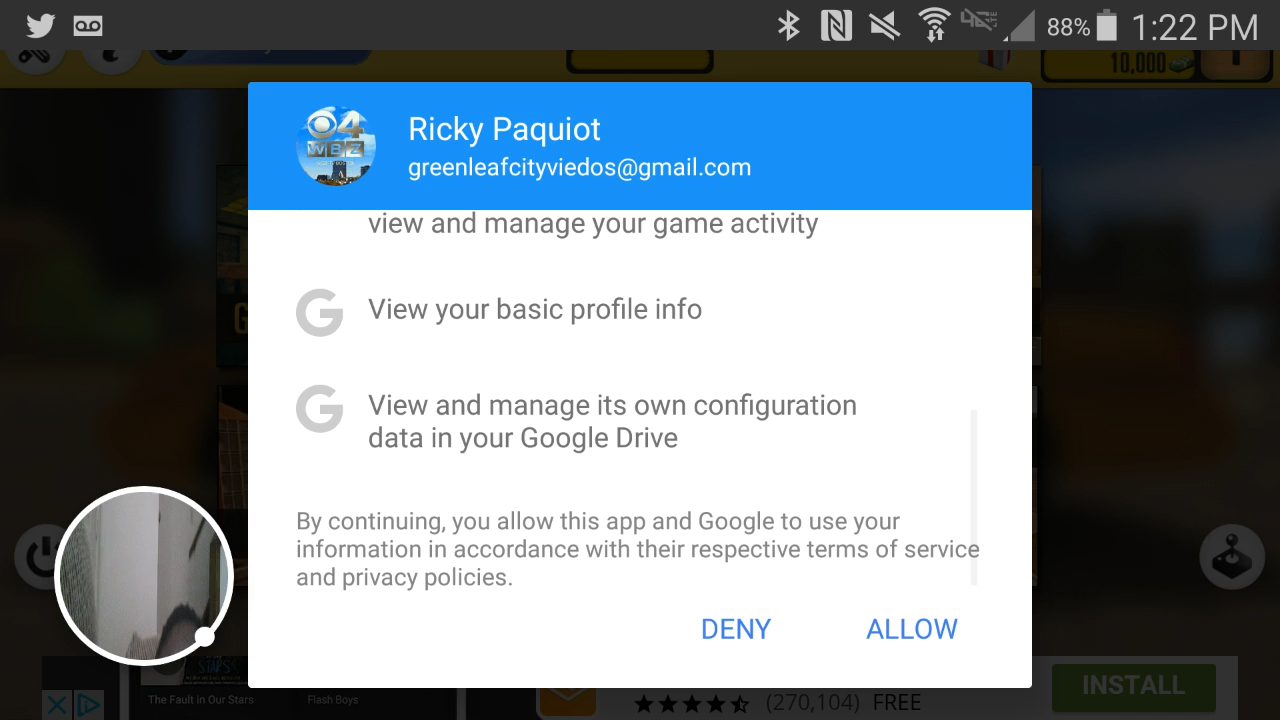 88% 1:22 PM
10,000
Ricky Paquiot
greenleafcityviedos@gmail.com
4
WBZ
view and manage your game activity
View your basic profile info
View and manage its own configuration
data in your Google Drive
By continuing, you allow this app and Google to use your
information in accordance with their respective terms of service
and privacy policies.
DENY ALLOW
The Fault in Our Stars Flash Boys
(270,104) FREE
INSTALL